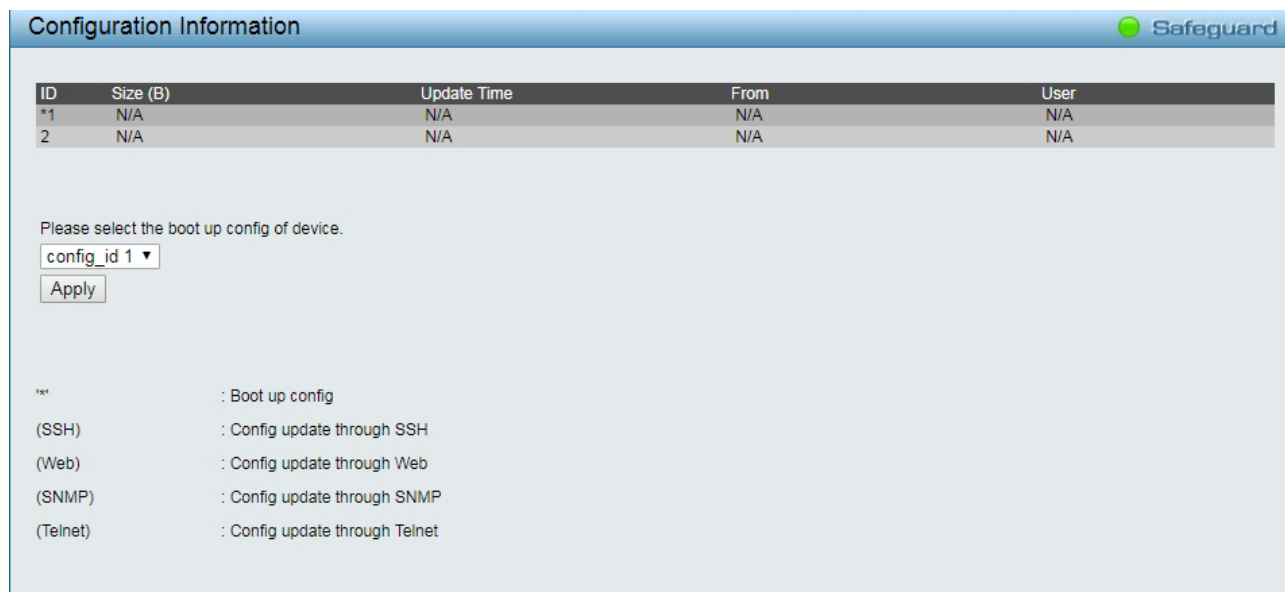 Configuration Information Safeguard
ID Size (B) Update Time From User
*1 N/A N/A N/A N/A
2 N/A N/A N/A N/A
Please select the boot up config of device.
config_id 1
Apply
'*' : Boot up config
(SSH) : Config update through SSH
(Web) : Config update through Web
(SNMP) : Config update through SNMP
(Telnet) : Config update through Telnet